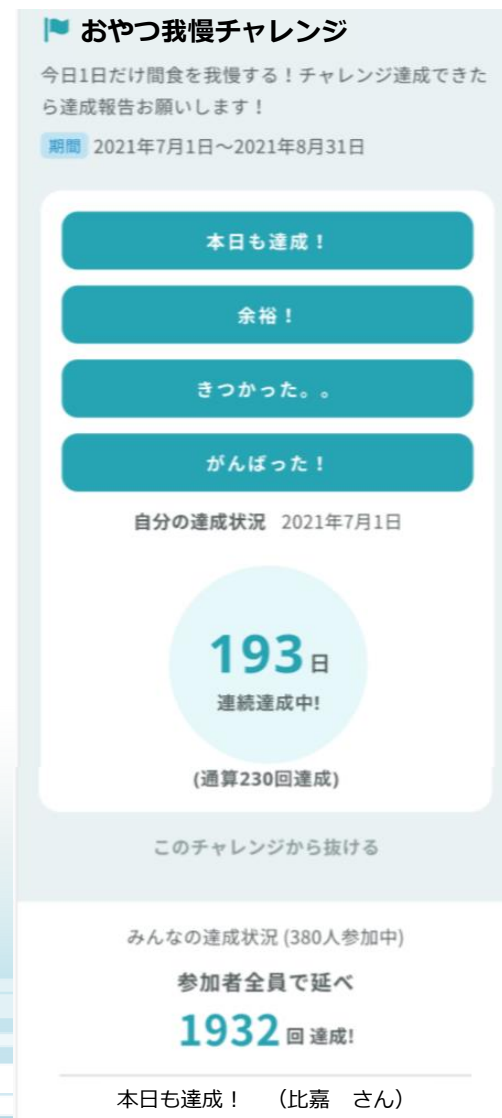 おやつ我慢チャレンジ
今日1日だけ間食を我慢する！チャレンジ達成できた
ら達成報告お願いします！
期間 2021年7月1日～2021年8月31日
本日も達成！
余裕！
きつかった。。
がんばった！
自分の達成状況 2021年7月1日
193日
連続達成中!
(通算230回達成)
このチャレンジから抜ける
みんなの達成状況 (380人参加中)
参加者全員で延べ
1932回 達成!
本日も達成！ （比嘉 さん）